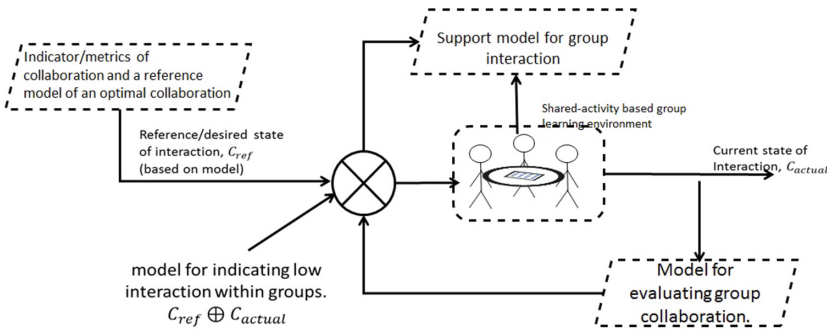 Support model for group
interaction
Indicator/metrics of
collaboration and a reference
model of an optimal collaboration
Shared-activity based group
learning environment
Reference/desired state
of interaction, C_ref
(based on model)
Current state of
Interaction, C_actual
model for indicating low
interaction within groups.
C_ref ⊕ C_actual
Model for
evaluating group
collaboration.